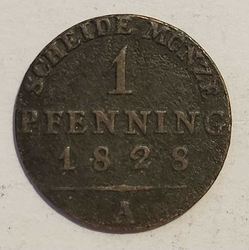 SCHEIDE MÜNZE
1
PFENNING
1828
A